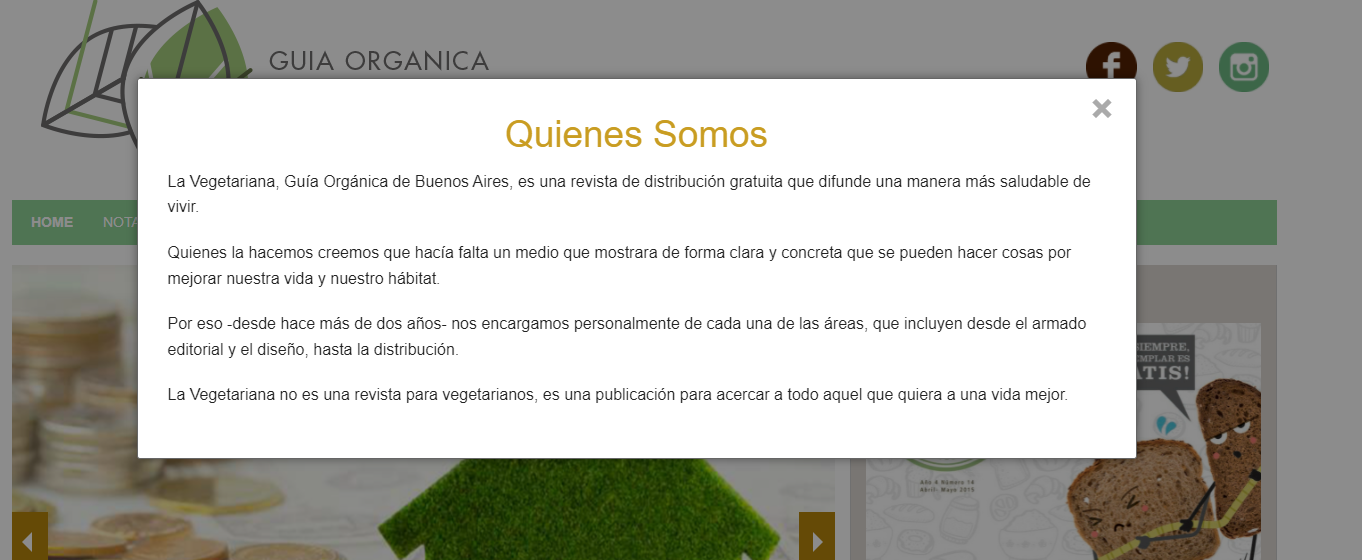 GUIA ORGANICA
Quienes Somos
La Vegetariana, Guía Orgánica de Buenos Aires, es una revista de distribución gratuita que difunde una manera más saludable de
vivir.
Quienes la hacemos creemos que hacía falta un medio que mostrara de forma clara y concreta que se pueden hacer cosas por
mejorar nuestra vida y nuestro hábitat.
Por eso -desde hace más de dos años- nos encargamos personalmente de cada una de las áreas, que incluyen desde el armado
editorial y el diseño, hasta la distribución.
La Vegetariana no es una revista para vegetarianos, es una publicación para acercar a todo aquel que quiera a una vida mejor.
HOME NOTA
SIEMPRE,
EMPLAR ES
ATIS!
Año 4 Número 14
Abril- Mayo 2015